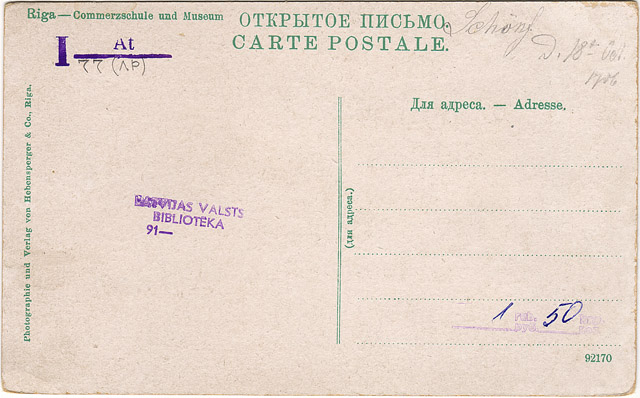 Riga—Commerzschule und Museum
ОТКРЫТОЕ ПИСЬМО.
CARTE POSTALE.
I At
77 (ЛР)
Для адреса. — Adresse.
(для адреса.)
Photographie und Verlag von Hebensperger & Co., Riga.
LATVIJAS VALSTS
BIBLIOTEKA
91—
1 50
92170